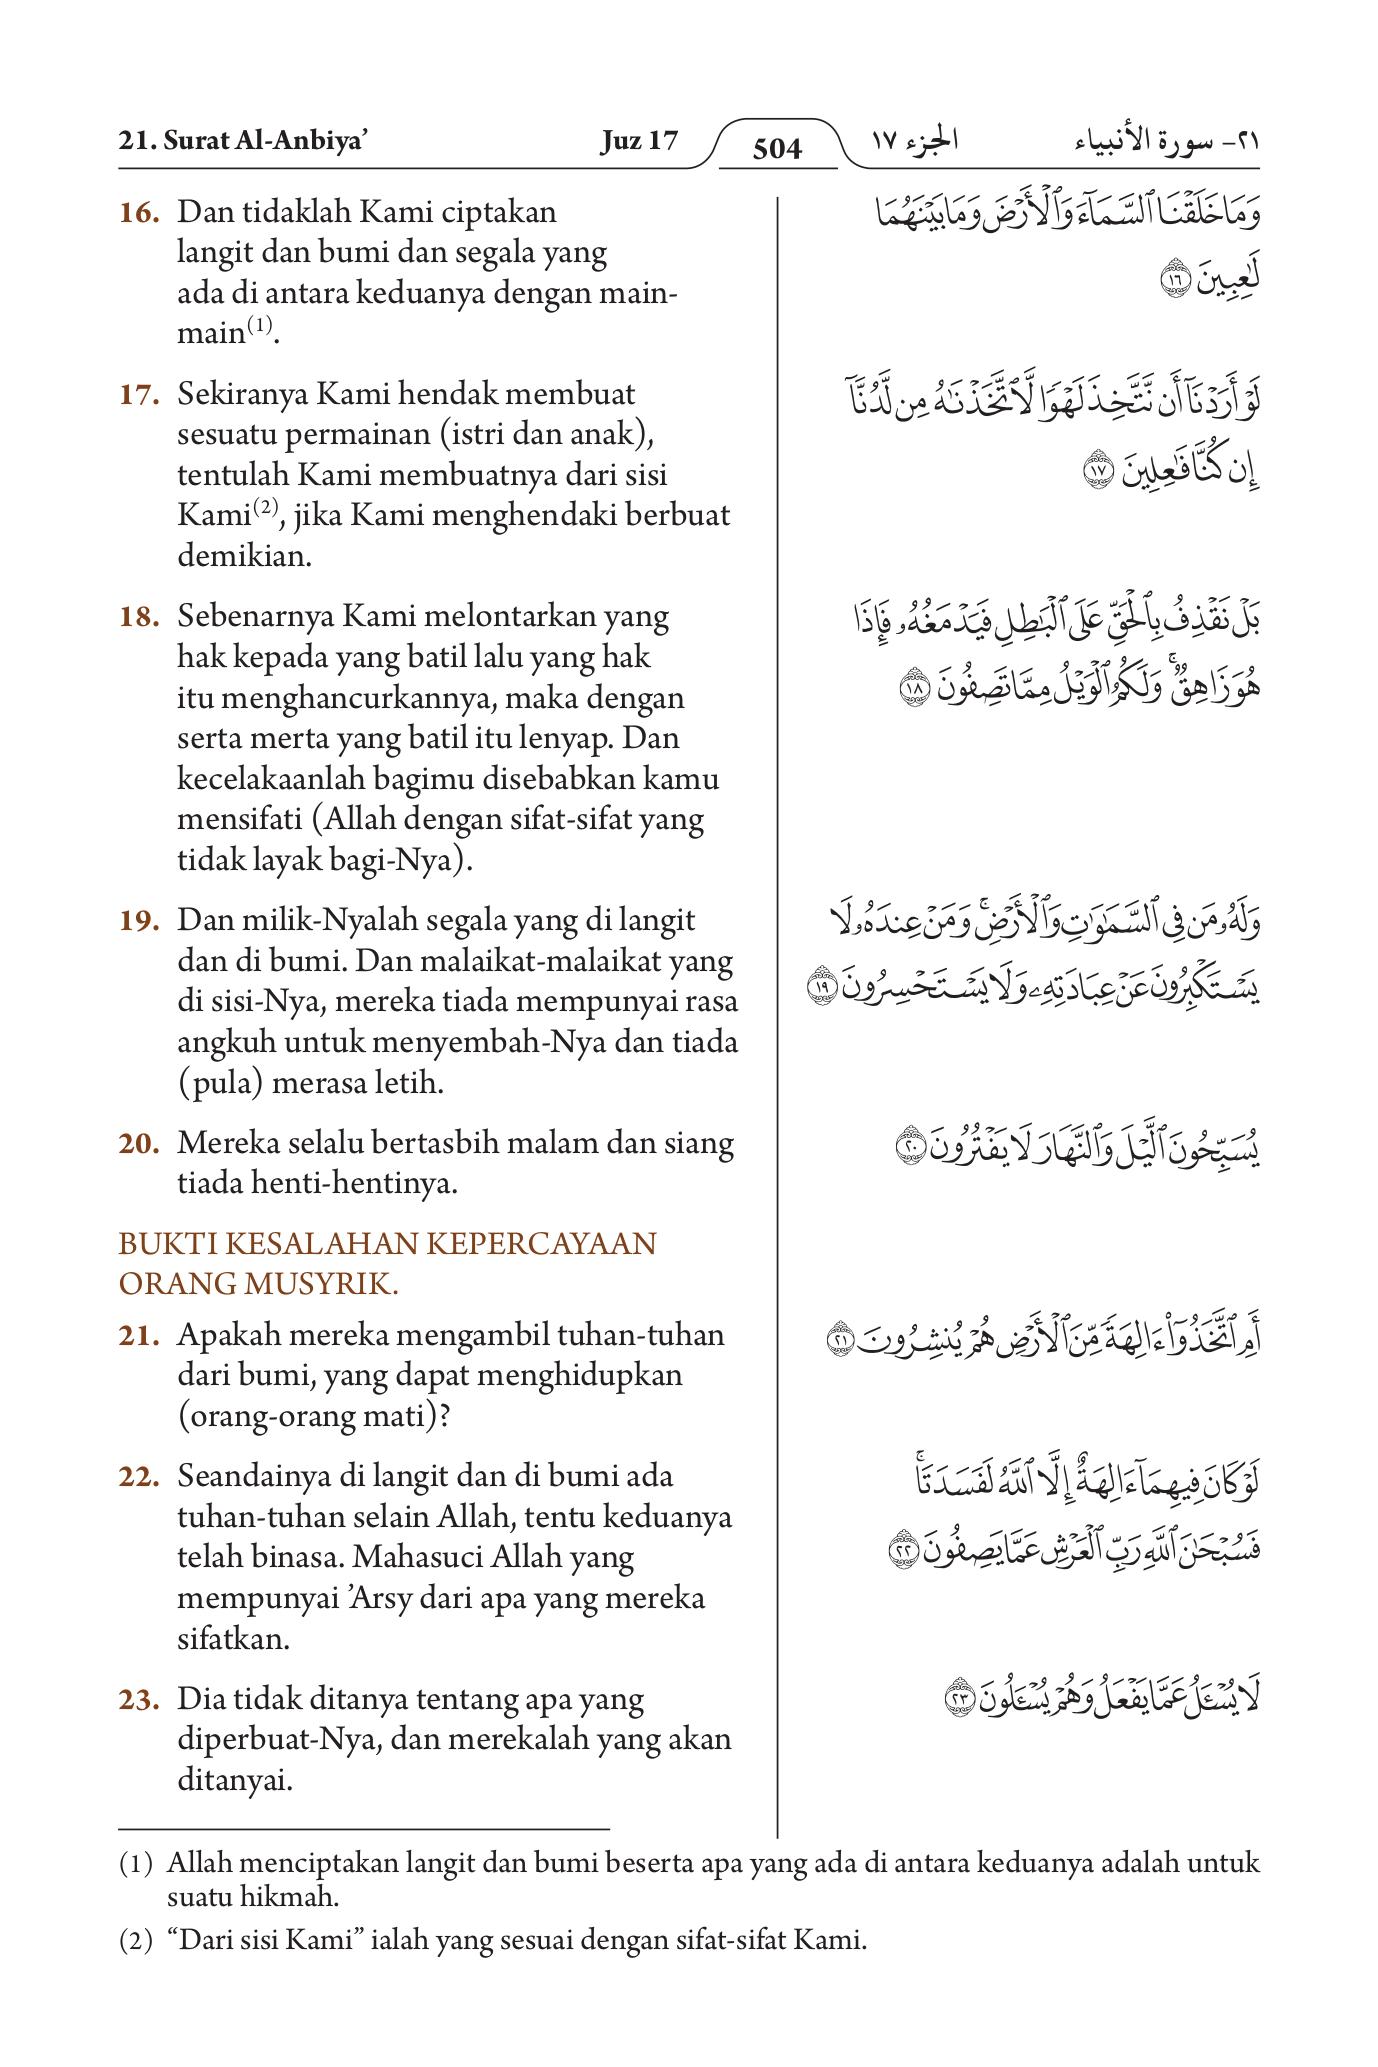 21. Surat Al-Anbiya’ Juz 17 504 الجزء ١٧ ٢١- سورة الأنبياء
16. Dan tidaklah Kami ciptakan
langit dan bumi dan segala yang
ada di antara keduanya dengan main-
main(1).
17. Sekiranya Kami hendak membuat
sesuatu permainan (istri dan anak),
tentulah Kami membuatnya dari sisi
Kami(2), jika Kami menghendaki berbuat
demikian.
18. Sebenarnya Kami melontarkan yang
hak kepada yang batil lalu yang hak
itu menghancurkannya, maka dengan
serta merta yang batil itu lenyap. Dan
kecelakaanlah bagimu disebabkan kamu
mensifati (Allah dengan sifat-sifat yang
tidak layak bagi-Nya).
19. Dan milik-Nyalah segala yang di langit
dan di bumi. Dan malaikat-malaikat yang
di sisi-Nya, mereka tiada mempunyai rasa
angkuh untuk menyembah-Nya dan tiada
(pula) merasa letih.
20. Mereka selalu bertasbih malam dan siang
tiada henti-hentinya.
BUKTI KESALAHAN KEPERCAYAAN
ORANG MUSYRIK.
21. Apakah mereka mengambil tuhan-tuhan
dari bumi, yang dapat menghidupkan
(orang-orang mati)?
22. Seandainya di langit dan di bumi ada
tuhan-tuhan selain Allah, tentu keduanya
telah binasa. Mahasuci Allah yang
mempunyai ’Arsy dari apa yang mereka
sifatkan.
23. Dia tidak ditanya tentang apa yang
diperbuat-Nya, dan merekalah yang akan
ditanyai.
وَمَا خَلَقْنَا ٱلسَّمَآءَ وَٱلْأَرْضَ وَمَا بَيْنَهُمَا
لَٰعِبِينَ ١٦
لَوْ أَرَدْنَآ أَن نَّتَّخِذَ لَهْوًا لَّٱتَّخَذْنَٰهُ مِن لَّدُنَّآ
إِن كُنَّا فَٰعِلِينَ ١٧
بَلْ نَقْذِفُ بِٱلْحَقِّ عَلَى ٱلْبَٰطِلِ فَيَدْمَغُهُۥ فَإِذَا
هُوَ زَاهِقٌ ۚ وَلَكُمُ ٱلْوَيْلُ مِمَّا تَصِفُونَ ١٨
وَلَهُۥ مَن فِى ٱلسَّمَٰوَٰتِ وَٱلْأَرْضِ ۚ وَمَنْ عِندَهُۥ لَا
يَسْتَكْبِرُونَ عَنْ عِبَادَتِهِۦ وَلَا يَسْتَحْسِرُونَ ١٩
يُسَبِّحُونَ ٱلَّيْلَ وَٱلنَّهَارَ لَا يَفْتُرُونَ ٢٠
أَمِ ٱتَّخَذُوٓا۟ ءَالِهَةً مِّنَ ٱلْأَرْضِ هُمْ يُنشِرُونَ ٢١
لَوْ كَانَ فِيهِمَآ ءَالِهَةٌ إِلَّا ٱللَّهُ لَفَسَدَتَا ۚ
فَسُبْحَٰنَ ٱللَّهِ رَبِّ ٱلْعَرْشِ عَمَّا يَصِفُونَ ٢٢
لَا يُسْـَٔلُ عَمَّا يَفْعَلُ وَهُمْ يُسْـَٔلُونَ ٢٣
(1) Allah menciptakan langit dan bumi beserta apa yang ada di antara keduanya adalah untuk
suatu hikmah.
(2) “Dari sisi Kami” ialah yang sesuai dengan sifat-sifat Kami.